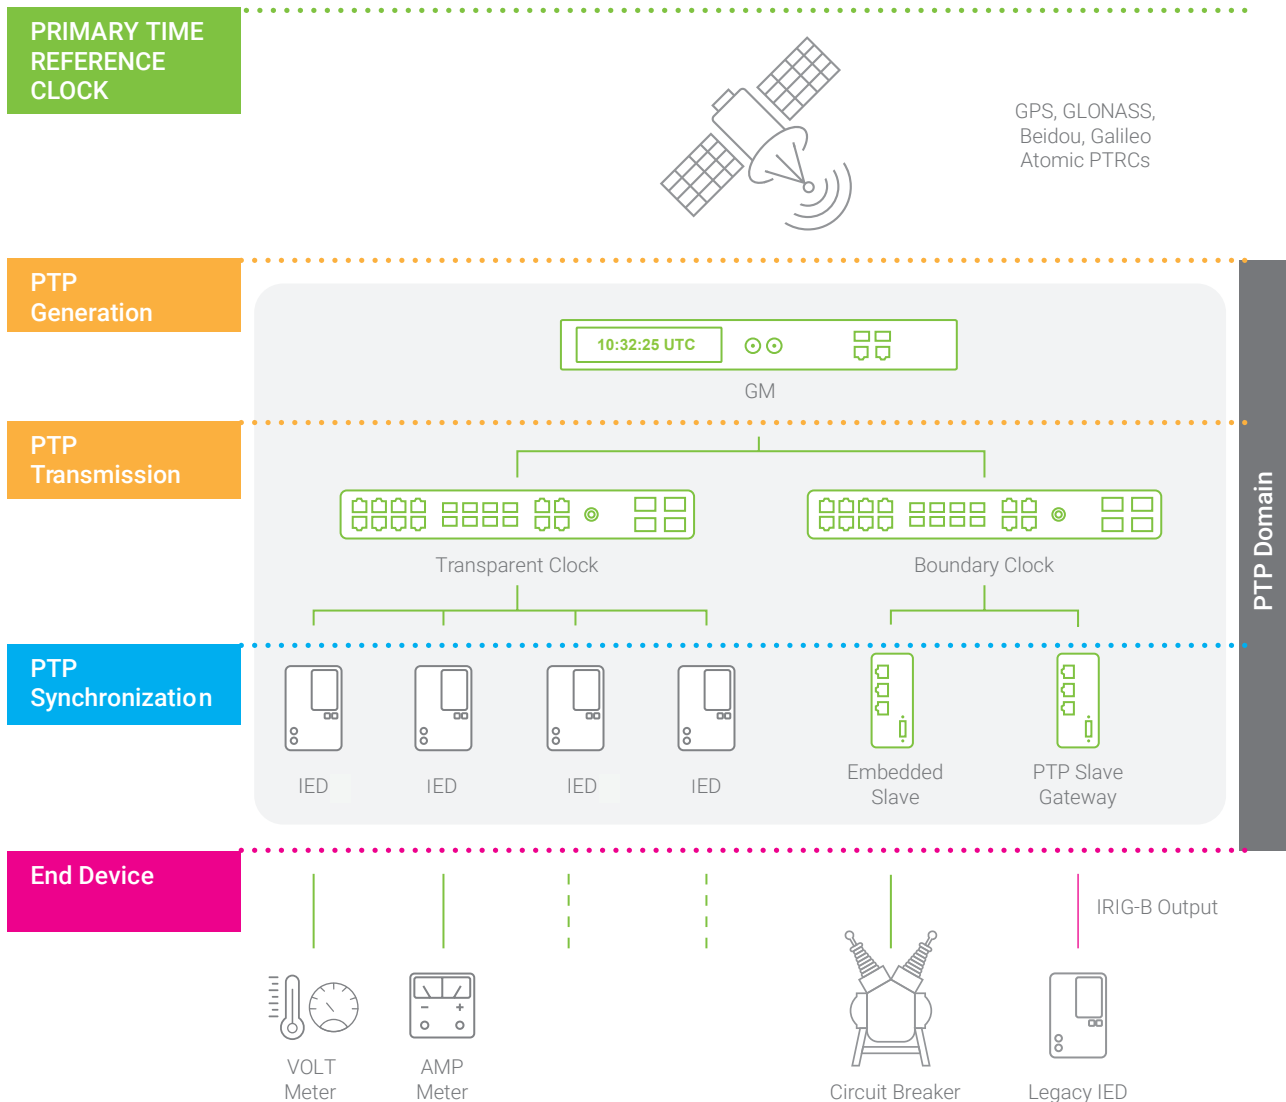 PRIMARY TIME
REFERENCE
CLOCK
GPS, GLONASS,
Beidou, Galileo
Atomic PTRCs
PTP
Generation
10:32:25 UTC
GM
PTP
Transmission
Transparent Clock
Boundary Clock
PTP Domain
PTP
Synchronization
IED
IED
IED
IED
Embedded
Slave
PTP Slave
Gateway
End Device
IRIG-B Output
VOLT
Meter
AMP
Meter
Circuit Breaker
Legacy IED